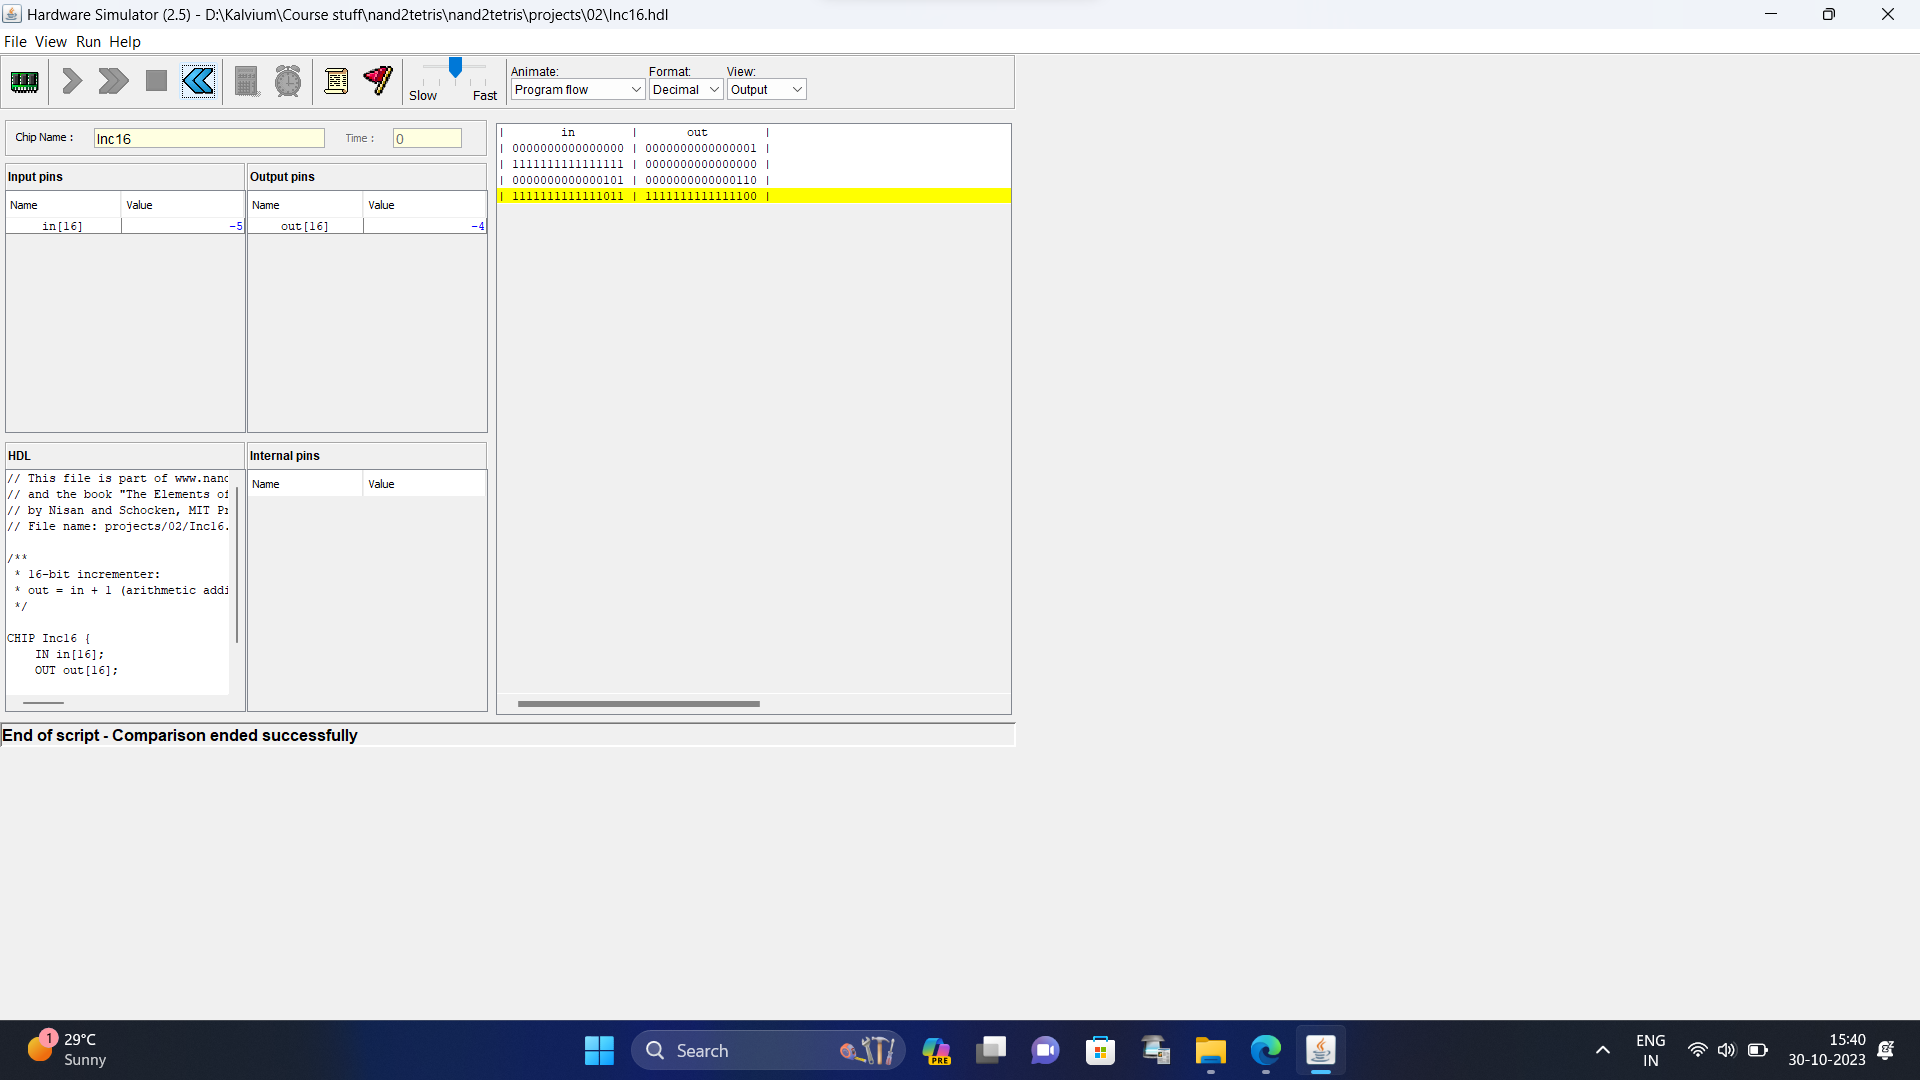 Hardware Simulator (2.5) - D:\Kalvium\Course stuff\nand2tetris\nand2tetris\projects\02\Inc16.hdl
File View Run Help
Slow Fast
Animate: Format: View:
Program flow Decimal Output
Chip Name : Inc16 Time : 0
Input pins
Name Value
in[16] -5
Output pins
Name Value
out[16] -4
| in | out |
| 0000000000000000 | 0000000000000001 |
| 1111111111111111 | 0000000000000000 |
| 0000000000000101 | 0000000000000110 |
| 1111111111111011 | 1111111111111100 |
HDL
// This file is part of www.nand
// and the book "The Elements of
// by Nisan and Schocken, MIT Pr
// File name: projects/02/Inc16.
/**
* 16-bit incrementer:
* out = in + 1 (arithmetic addi
*/
CHIP Inc16 {
IN in[16];
OUT out[16];
Internal pins
Name Value
End of script - Comparison ended successfully
1
29°C
Sunny
Search
PRE
ENG
IN
15:40
30-10-2023